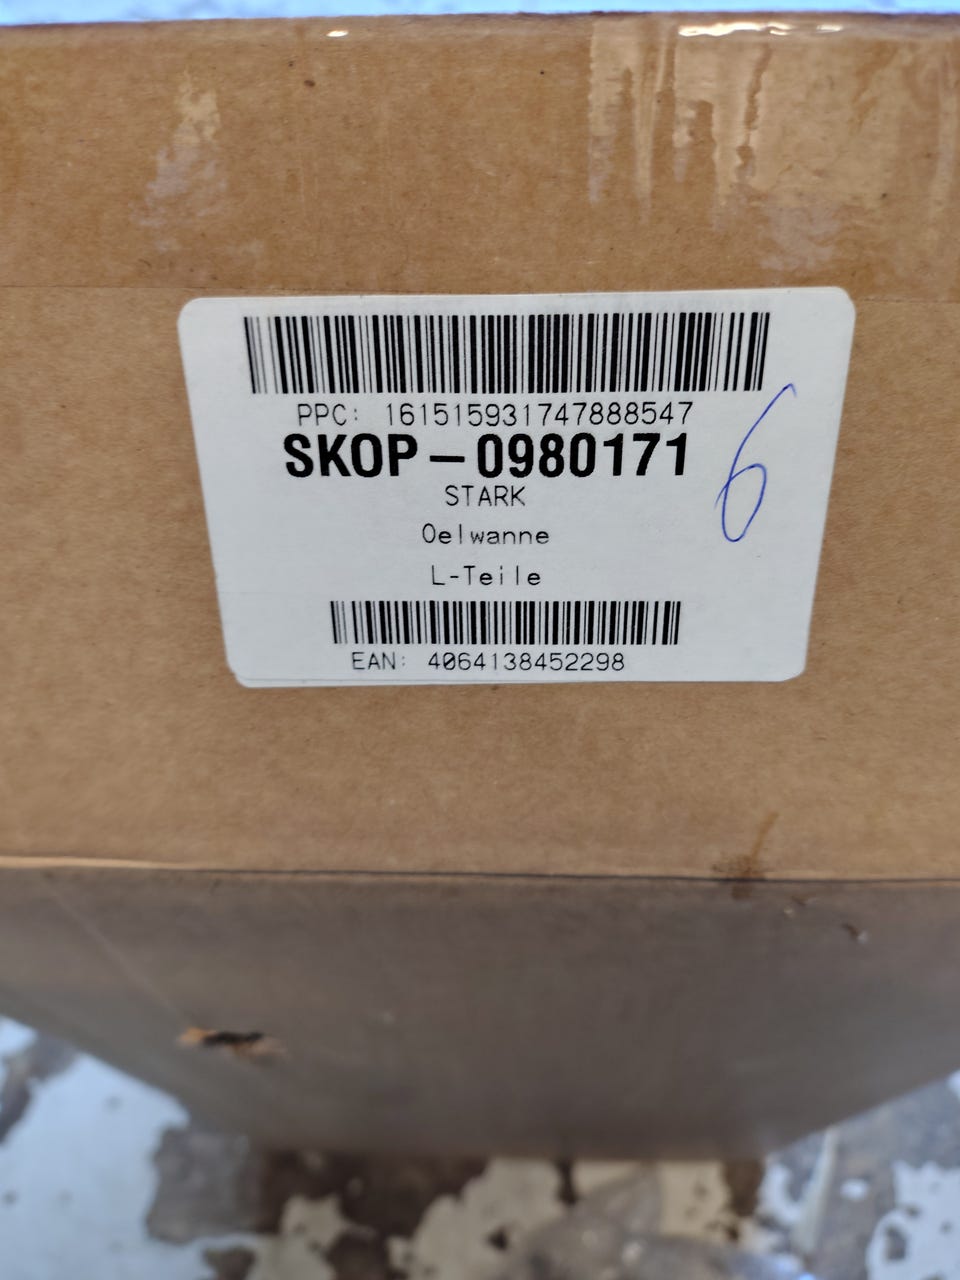 PPC: 161515931747888547
SKOP-0980171
STARK
Oelwanne
L-Teile
EAN: 4064138452298
6